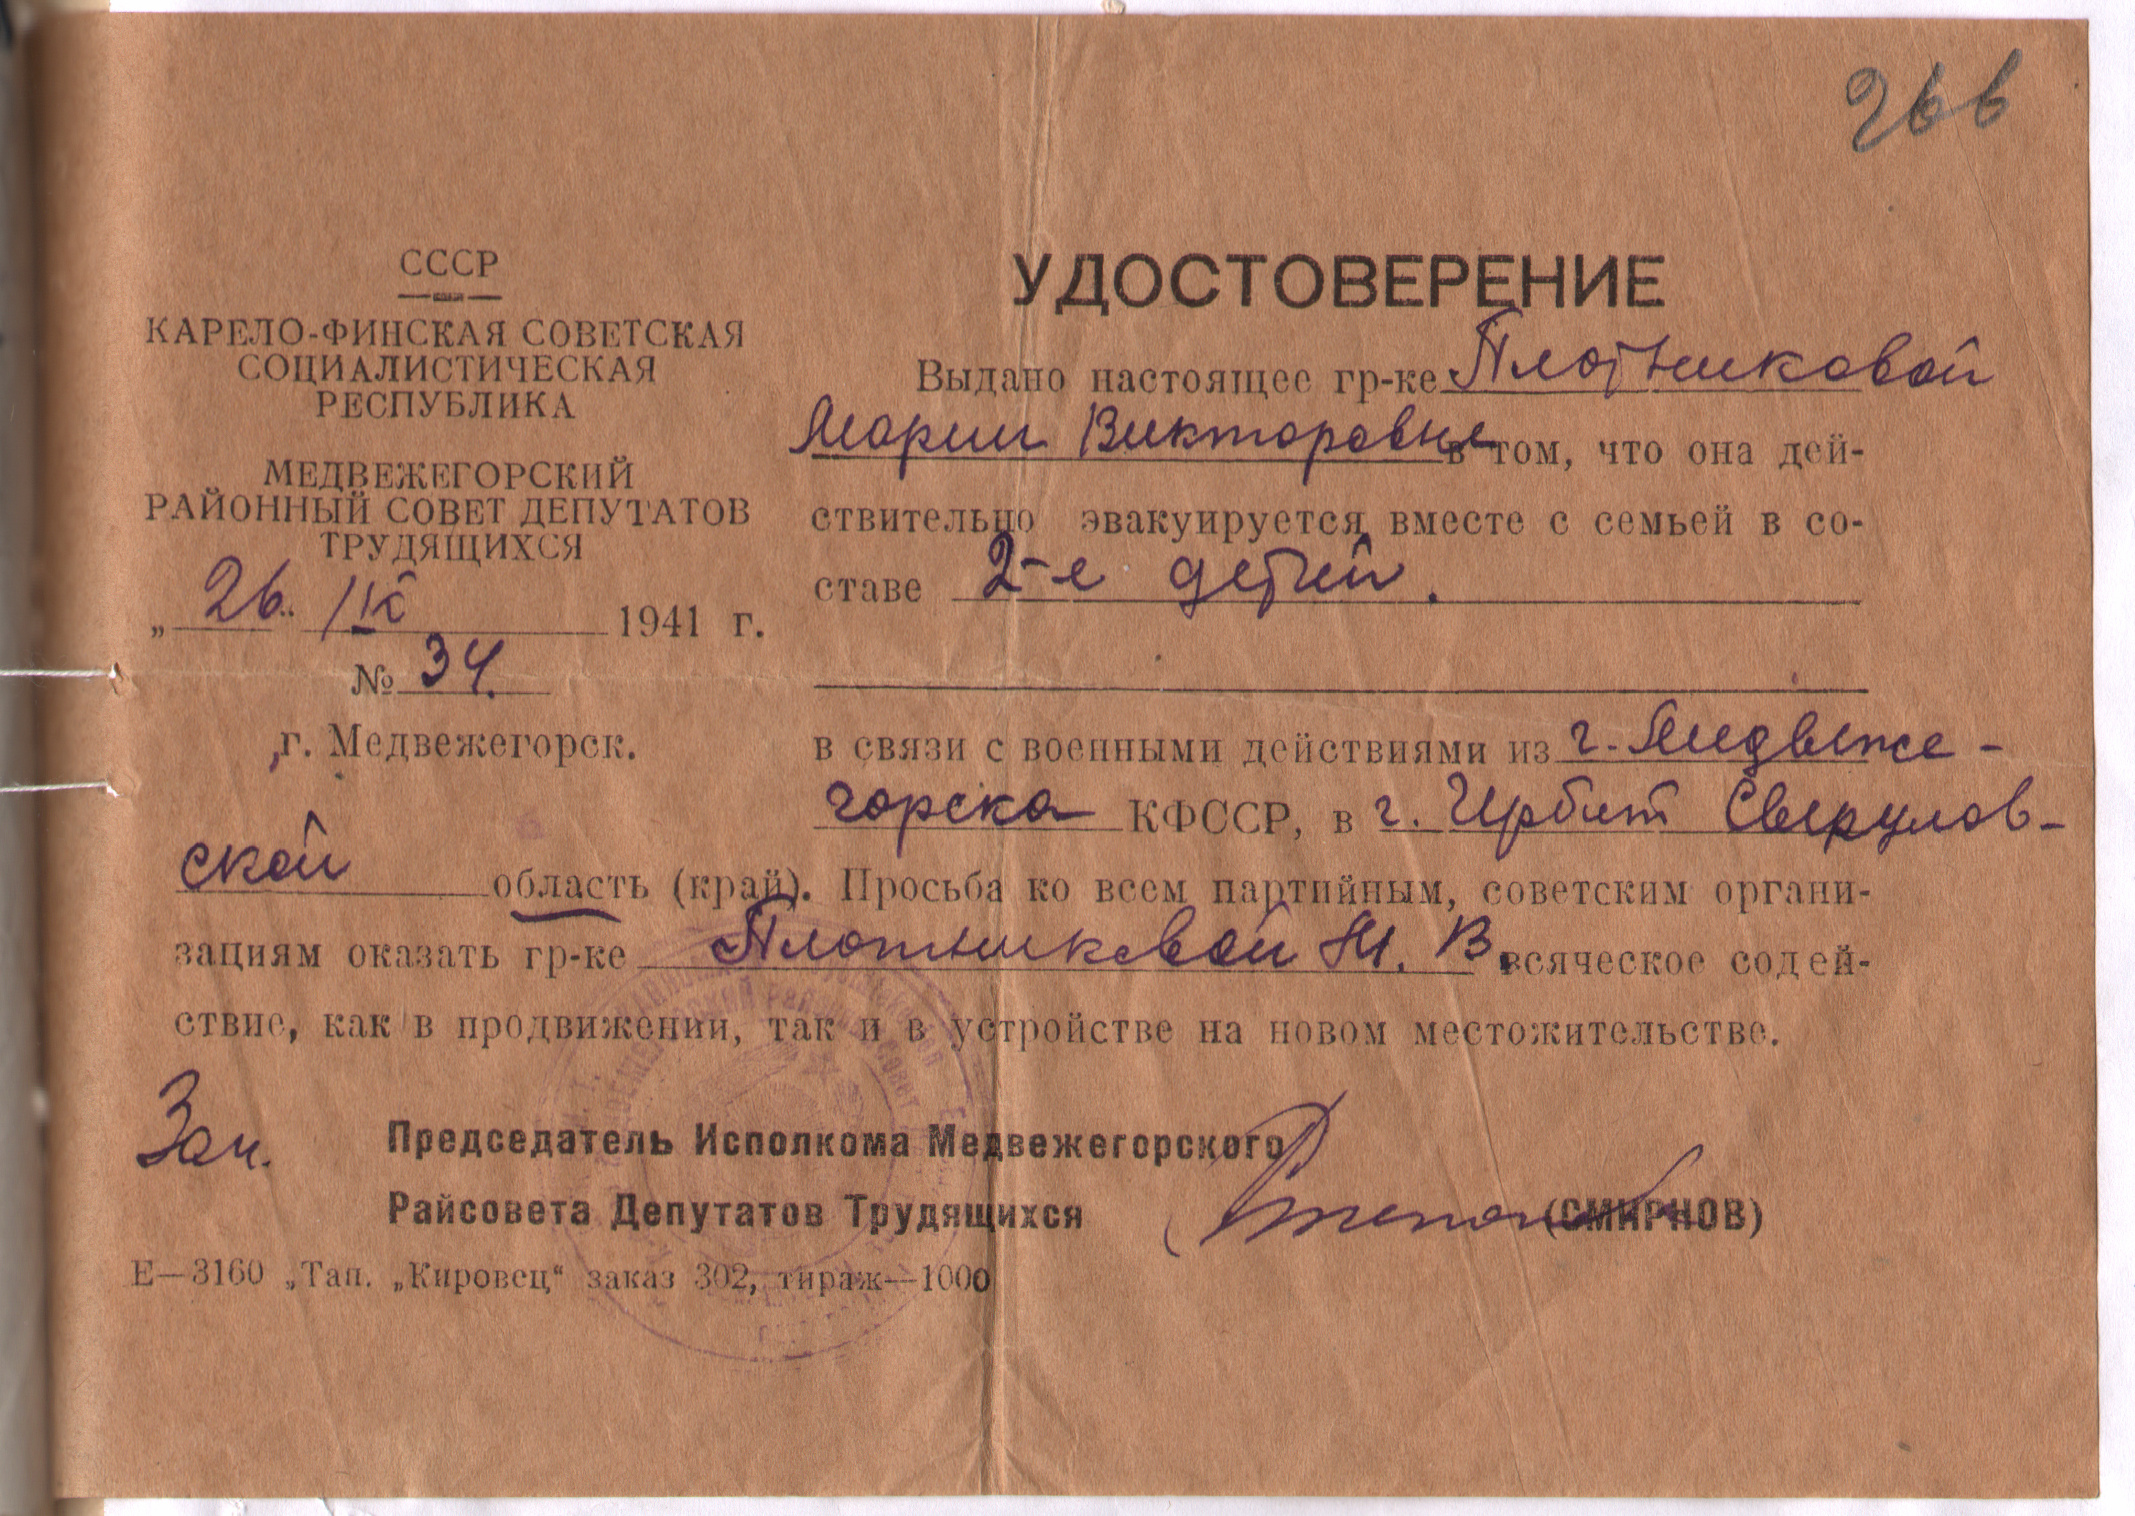 266
СССР
КАРЕЛО-ФИНСКАЯ СОВЕТСКАЯ
СОЦИАЛИСТИЧЕСКАЯ
РЕСПУБЛИКА
МЕДВЕЖЕГОРСКИЙ
РАЙОННЫЙ СОВЕТ ДЕПУТАТОВ
ТРУДЯЩИХСЯ
„26" IX 1941 г.
№ 34.
г. Медвежегорск.
УДОСТОВЕРЕНИЕ
Выдано настоящее гр-ке Плотниковой
Марии Викторовне в том, что она дей-
ствительно эвакуируется вместе с семьей в со-
ставе 2-е детей.
в связи с военными действиями из г. Медвеже-
горска КФССР, в г. Ирбит Свердлов-
ской область (край). Просьба ко всем партийным, советским органи-
зациям оказать гр-ке Плотниковой М. В. всяческое содей-
ствие, как в продвижении, так и в устройстве на новом местожительстве.
Зам. Председатель Исполкома Медвежегорского
Райсовета Депутатов Трудящихся (СМИРНОВ)
Е—3160 „Тап. „Кировец“ заказ 302, тираж—1000